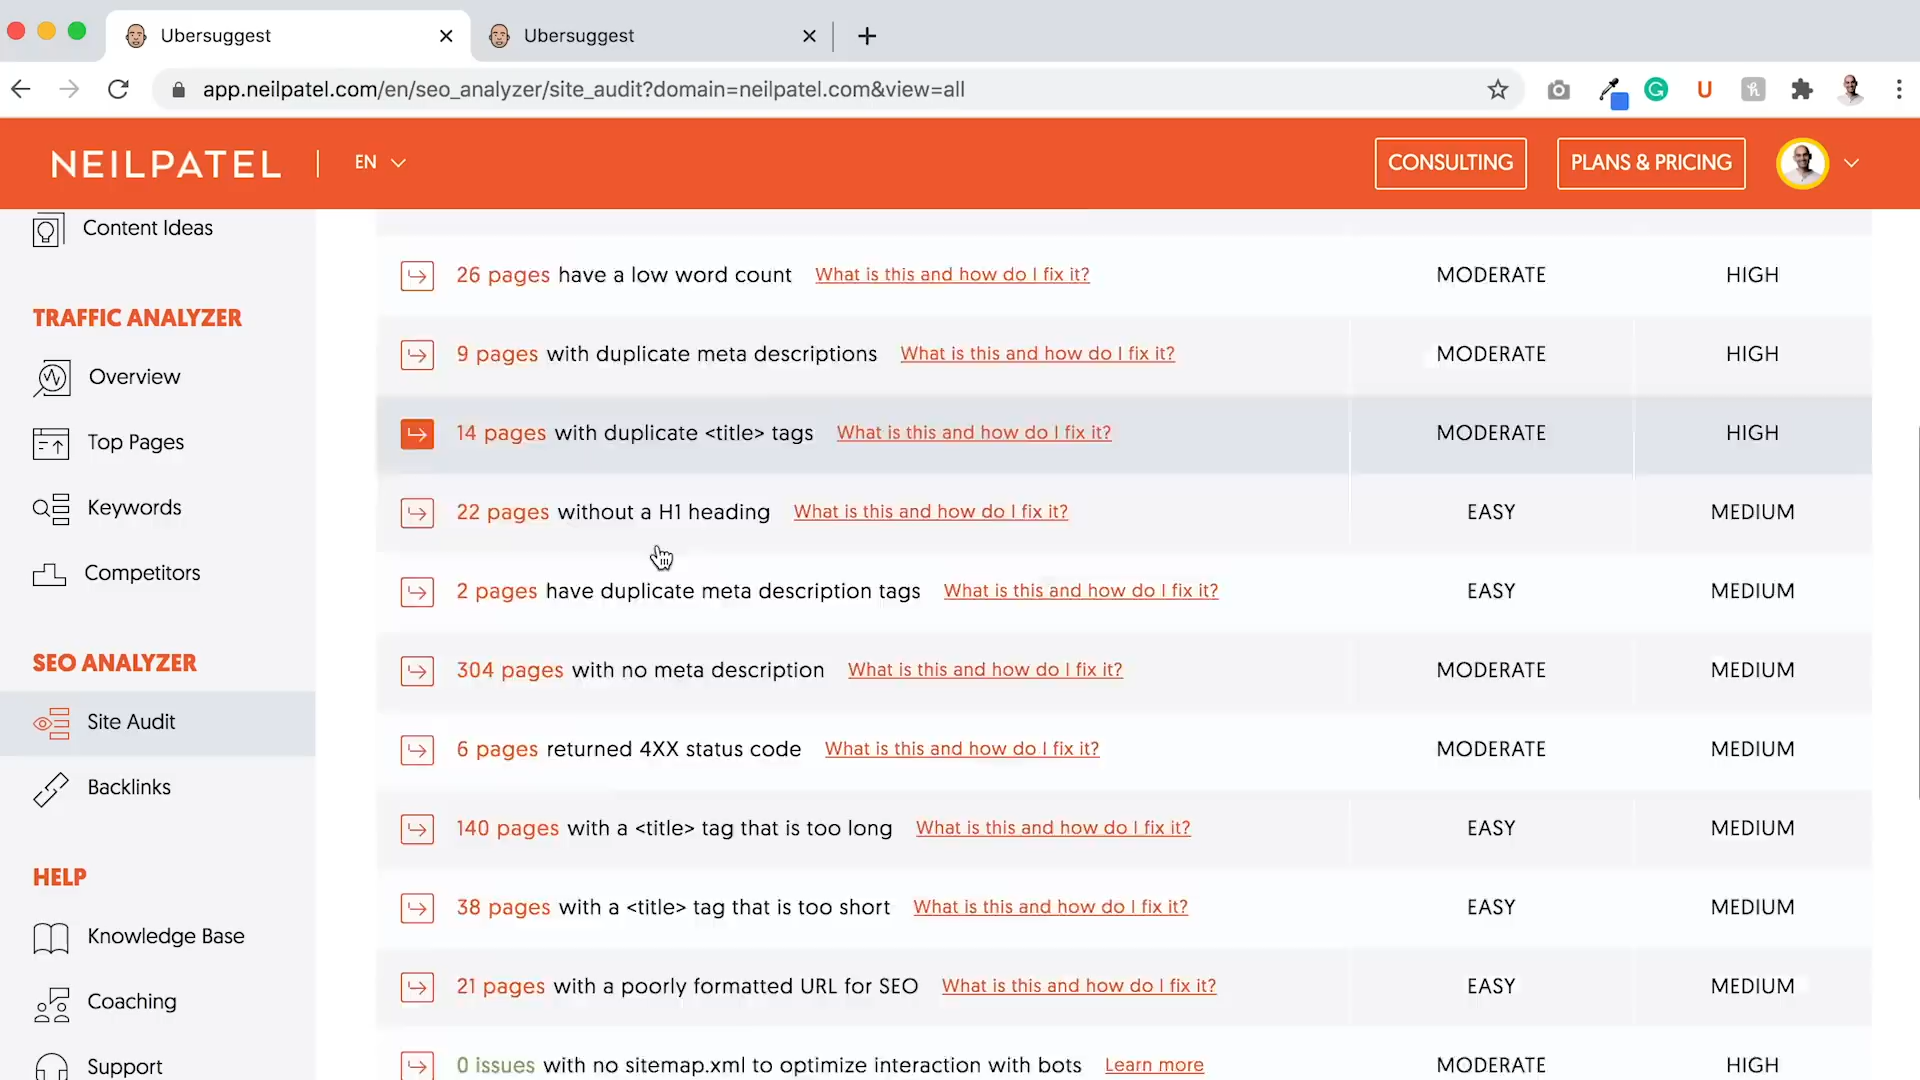 Ubersuggest
Ubersuggest
app.neilpatel.com/en/seo_analyzer/site_audit?domain=neilpatel.com&view=all
NEILPATEL EN CONSULTING PLANS & PRICING
Content Ideas
TRAFFIC ANALYZER
Overview
Top Pages
Keywords
Competitors
SEO ANALYZER
Site Audit
Backlinks
HELP
Knowledge Base
Coaching
Support
26 pages have a low word count What is this and how do I fix it? MODERATE HIGH
9 pages with duplicate meta descriptions What is this and how do I fix it? MODERATE HIGH
14 pages with duplicate <title> tags What is this and how do I fix it? MODERATE HIGH
22 pages without a H1 heading What is this and how do I fix it? EASY MEDIUM
2 pages have duplicate meta description tags What is this and how do I fix it? EASY MEDIUM
304 pages with no meta description What is this and how do I fix it? MODERATE MEDIUM
6 pages returned 4XX status code What is this and how do I fix it? MODERATE MEDIUM
140 pages with a <title> tag that is too long What is this and how do I fix it? EASY MEDIUM
38 pages with a <title> tag that is too short What is this and how do I fix it? EASY MEDIUM
21 pages with a poorly formatted URL for SEO What is this and how do I fix it? EASY MEDIUM
0 issues with no sitemap.xml to optimize interaction with bots Learn more MODERATE HIGH